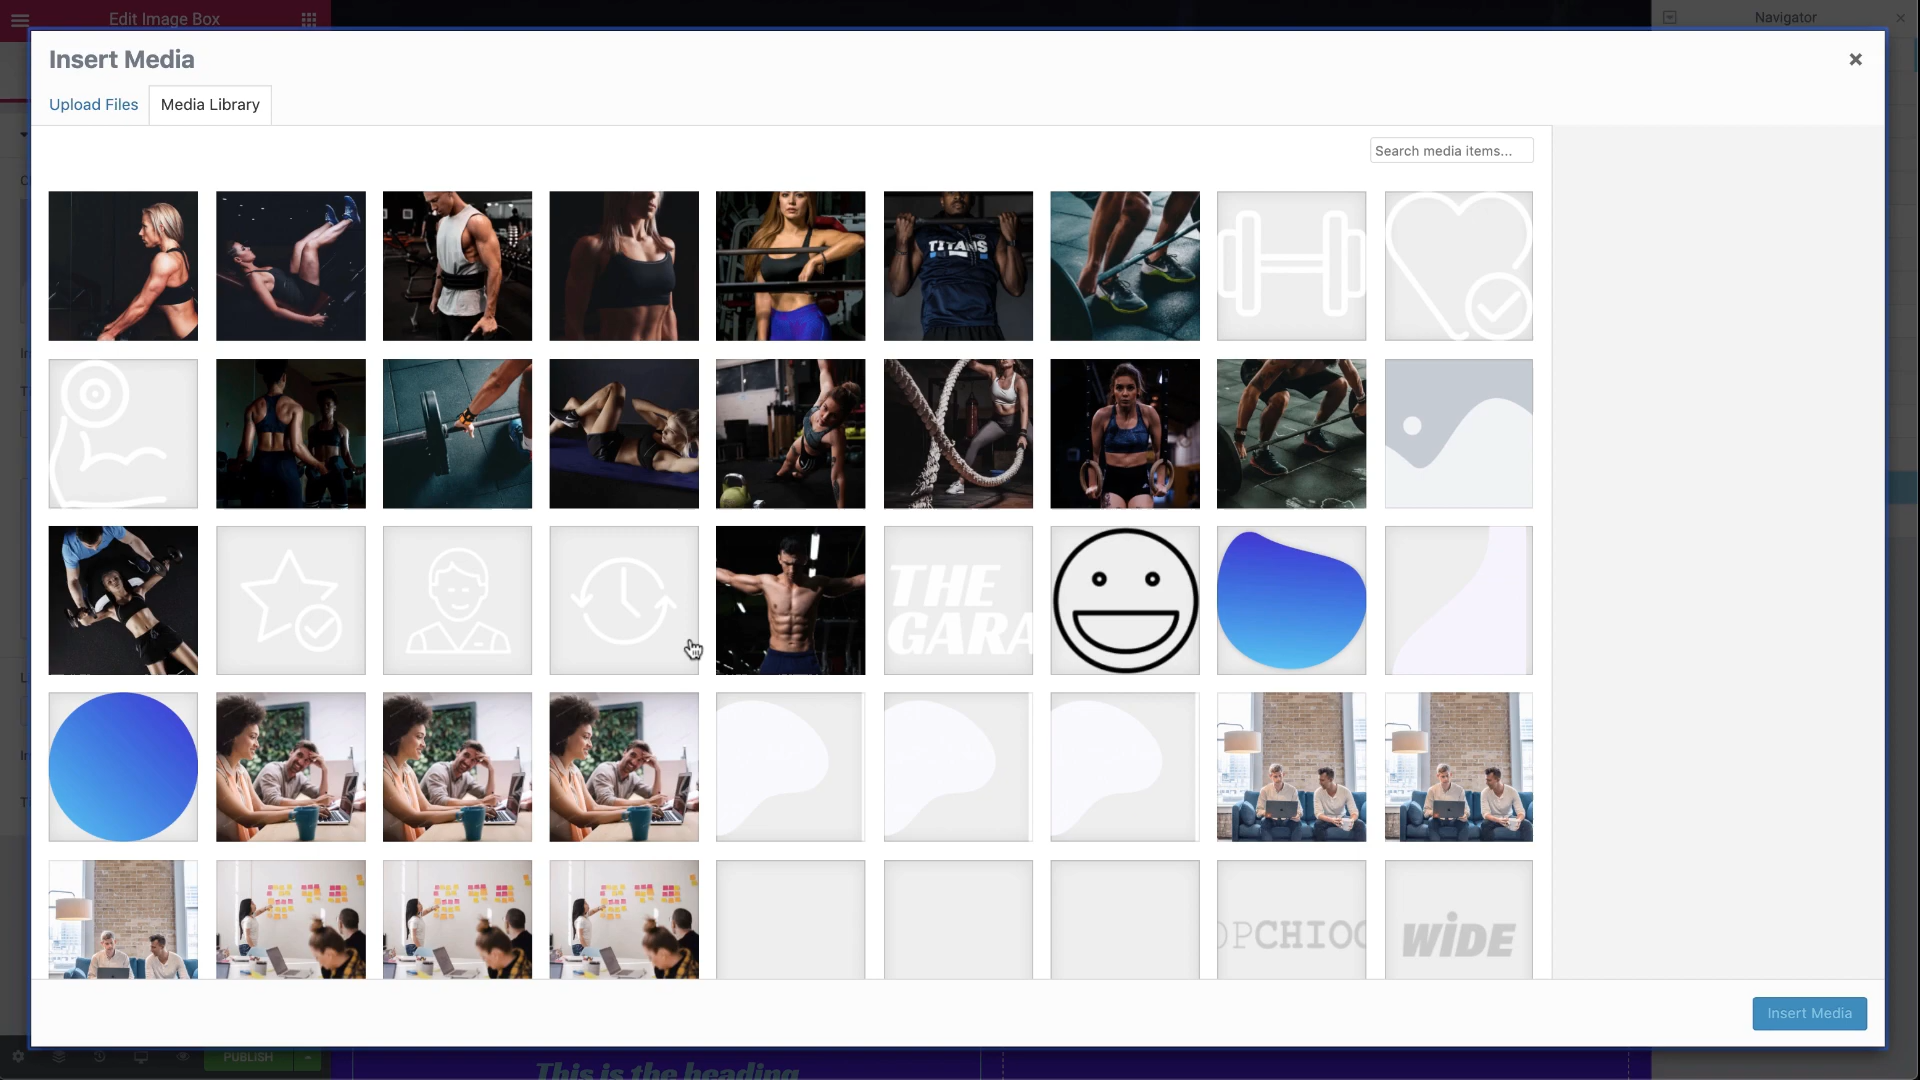 Edit Image Box
Navigator
Insert Media
Upload Files
Media Library
Search media items...
TITANS
THE
GARA
OPCHIOC
WiDE
Insert Media
PUBLISH
This is the heading